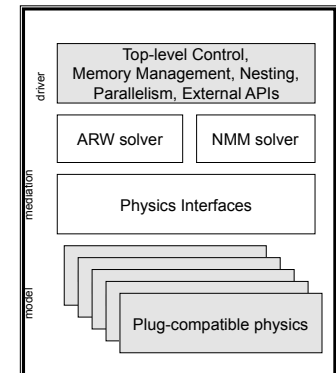 driver
Top-level Control,
Memory Management, Nesting,
Parallelism, External APIs
ARW solver
NMM solver
mediation
Physics Interfaces
model
Plug-compatible physics